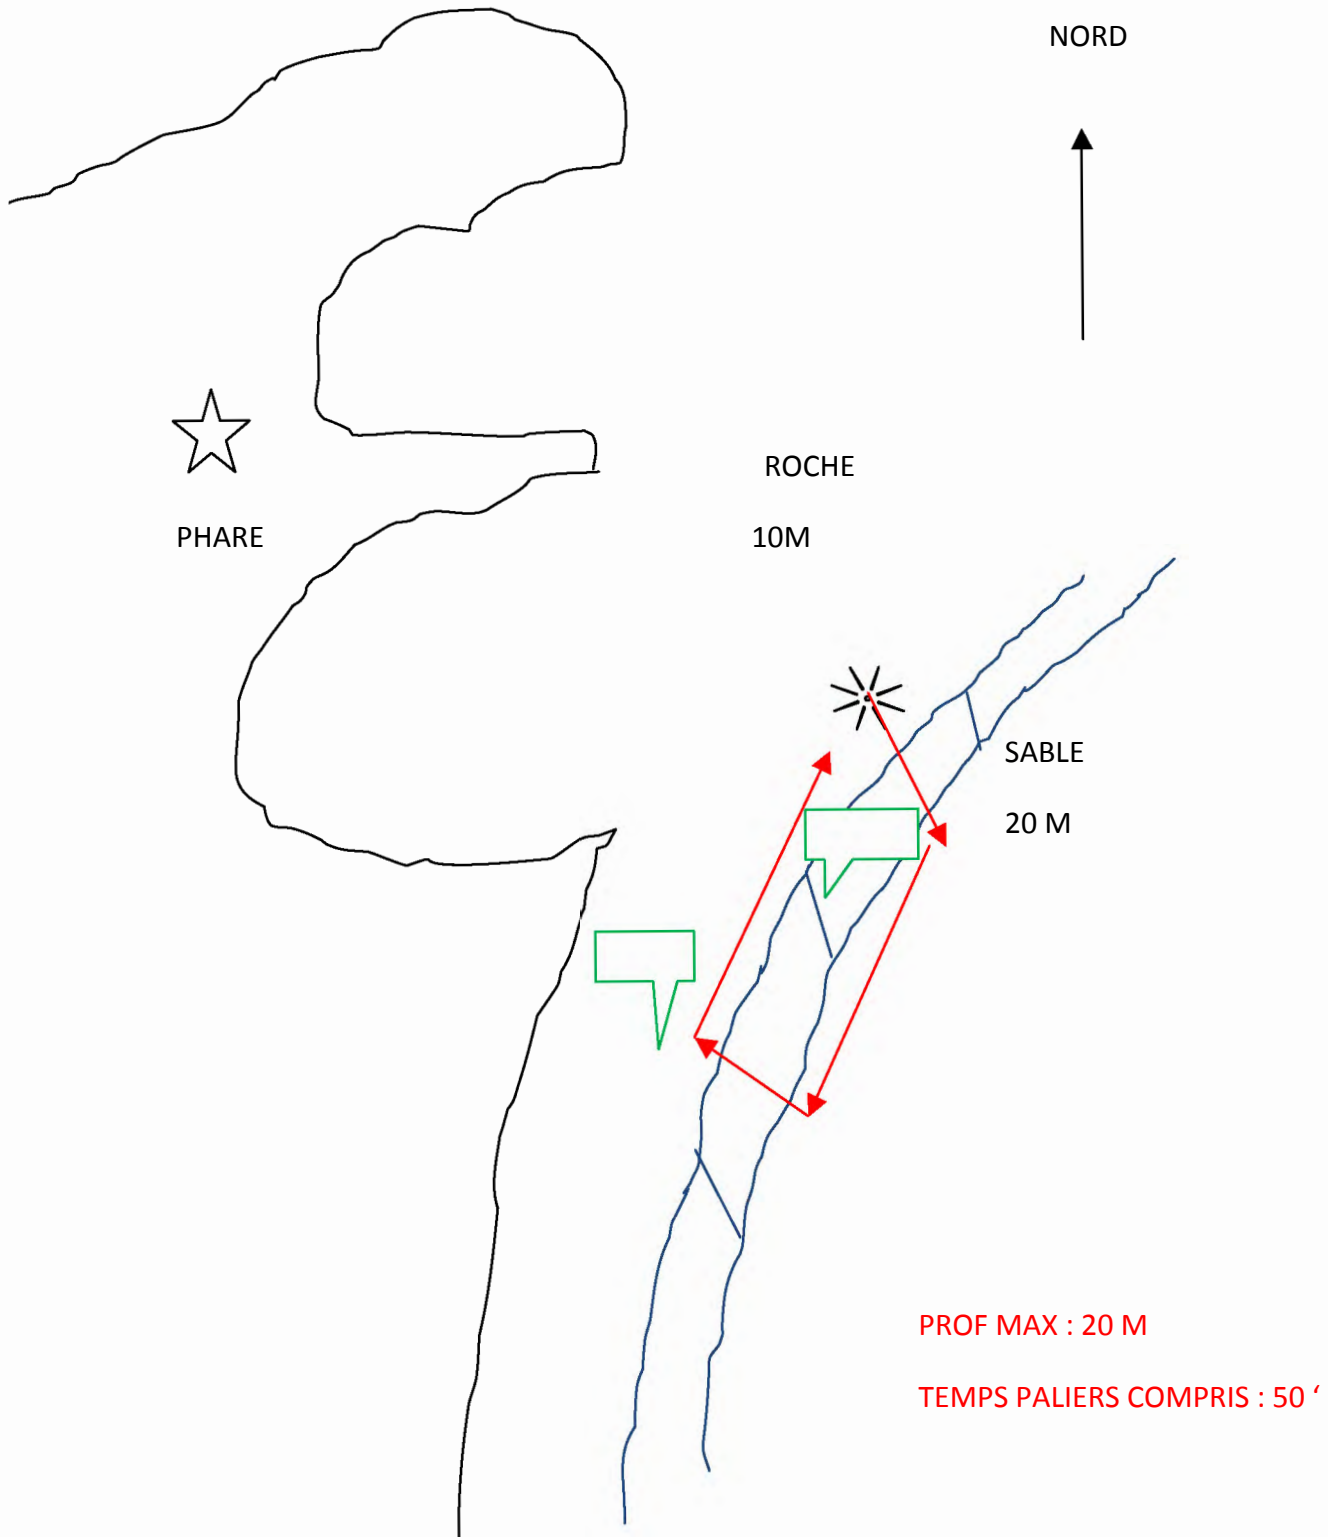 NORD
ROCHE
PHARE
10M
SABLE
20 M
PROF MAX : 20 M
TEMPS PALIERS COMPRIS : 50 ‘